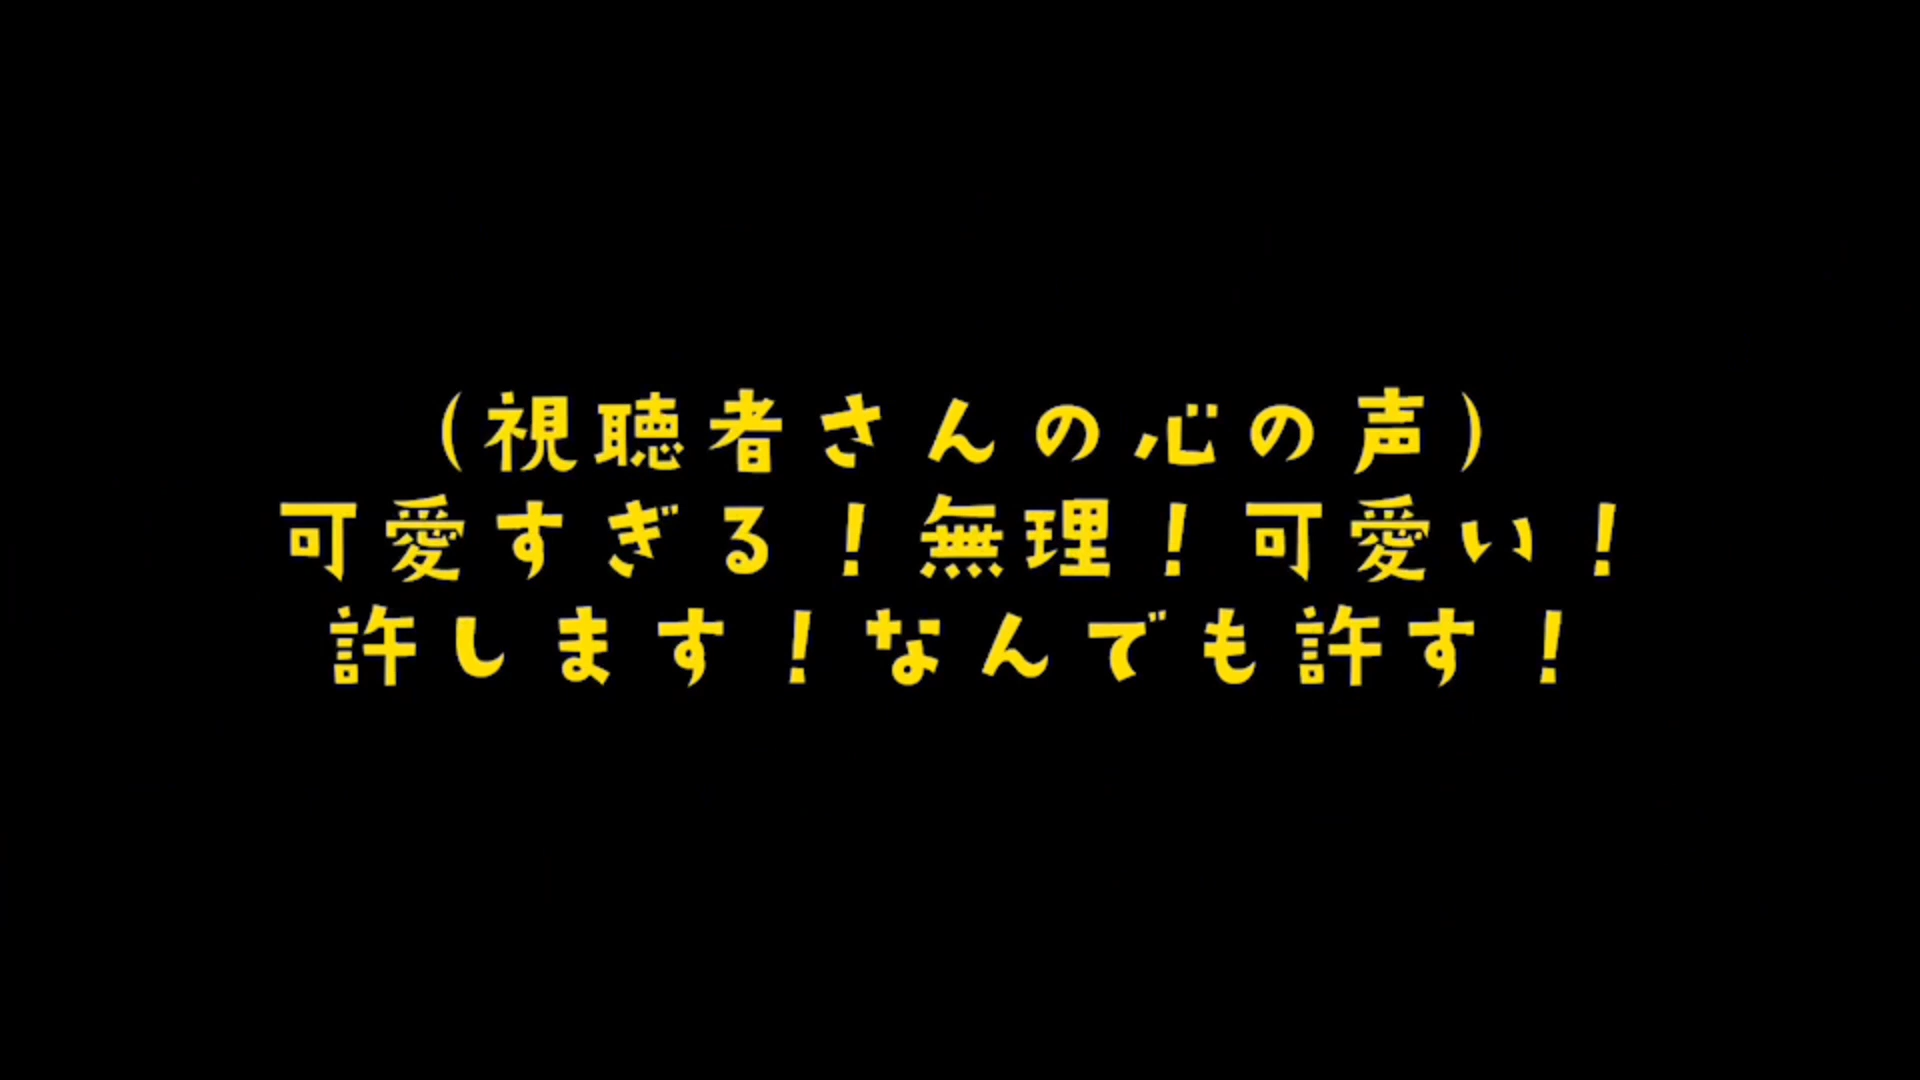 (視聴者さんの心の声)
可愛すぎる！無理！可愛い！
許します！なんでも許す！